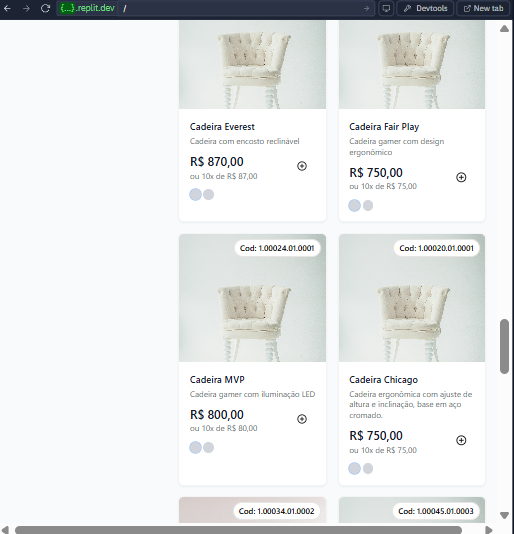 {...}.replit.dev /
Devtools
New tab
Cadeira Everest
Cadeira com encosto reclinável
R$ 870,00
ou 10x de R$ 87,00
Cadeira Fair Play
Cadeira gamer com design
ergonômico
R$ 750,00
ou 10x de R$ 75,00
Cod: 1.00024.01.0001
Cadeira MVP
Cadeira gamer com iluminação LED
R$ 800,00
ou 10x de R$ 80,00
Cod: 1.00020.01.0001
Cadeira Chicago
Cadeira ergonômica com ajuste de
altura e inclinação, base em aço
cromado.
R$ 750,00
ou 10x de R$ 75,00
Cod: 1.00034.01.0002
Cod: 1.00045.01.0003